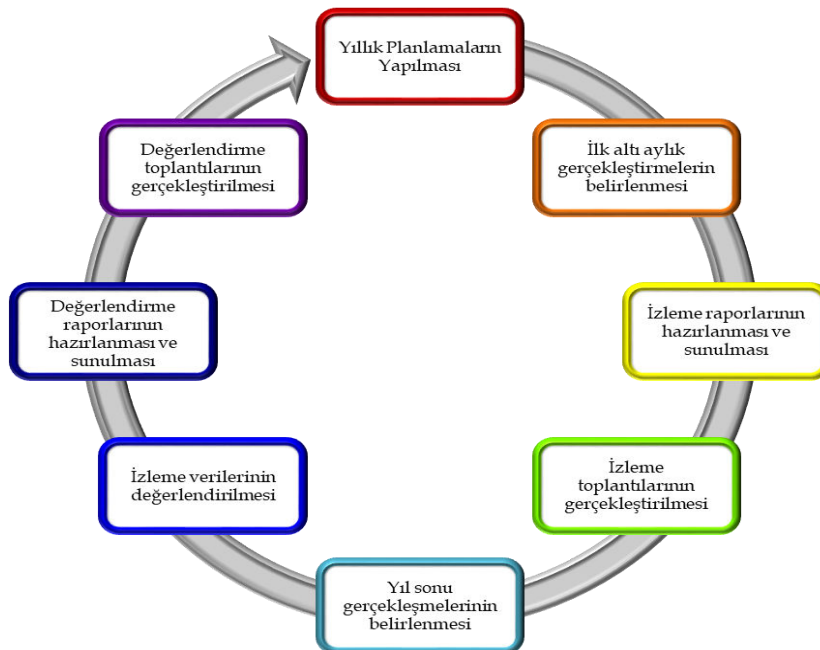 Yıllık Planlamaların
Yapılması
İlk altı aylık
gerçekleştirmelerin
belirlenmesi
İzleme raporlarının
hazırlanması ve
sunulması
İzleme
toplantılarının
gerçekleştirilmesi
Yıl sonu
gerçekleşmelerinin
belirlenmesi
İzleme verilerinin
değerlendirilmesi
Değerlendirme
raporlarının
hazırlanması ve
sunulması
Değerlendirme
toplantılarının
gerçekleştirilmesi